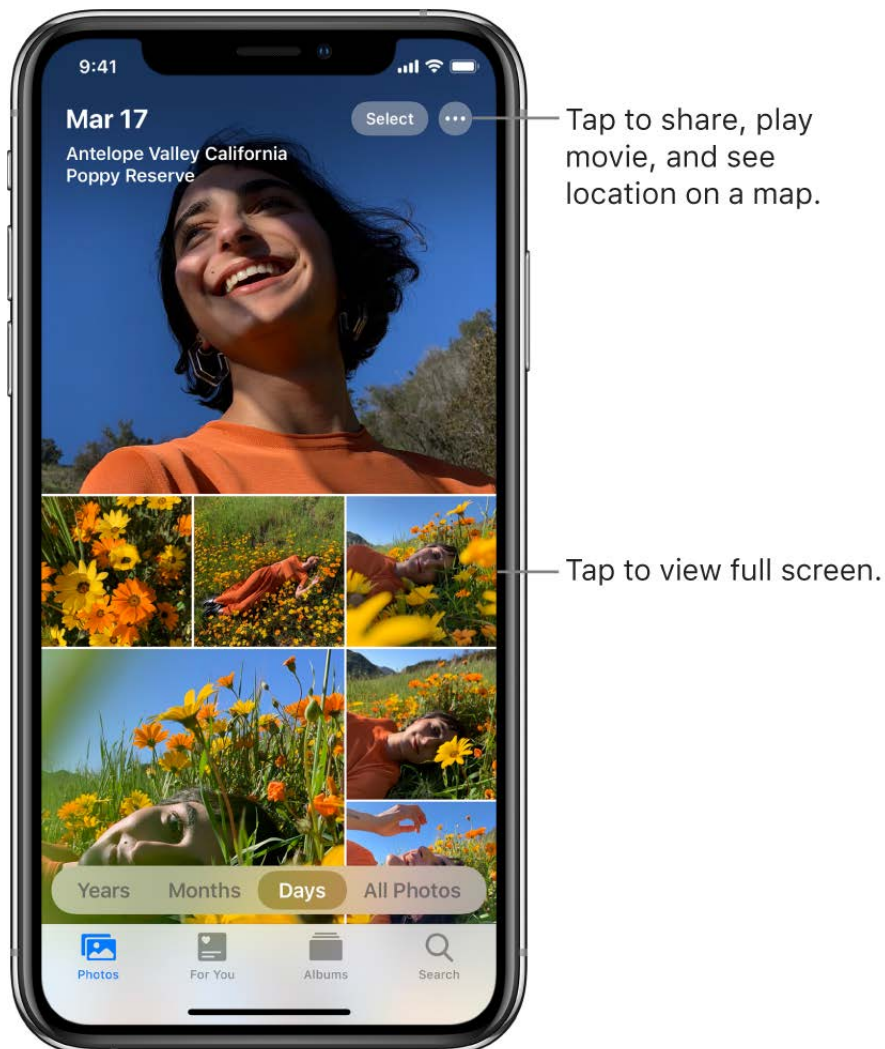 9:41
Mar 17
Select
Antelope Valley California
Poppy Reserve
Tap to share, play
movie, and see
location on a map.
Tap to view full screen.
Years Months Days All Photos
Photos For You Albums Search